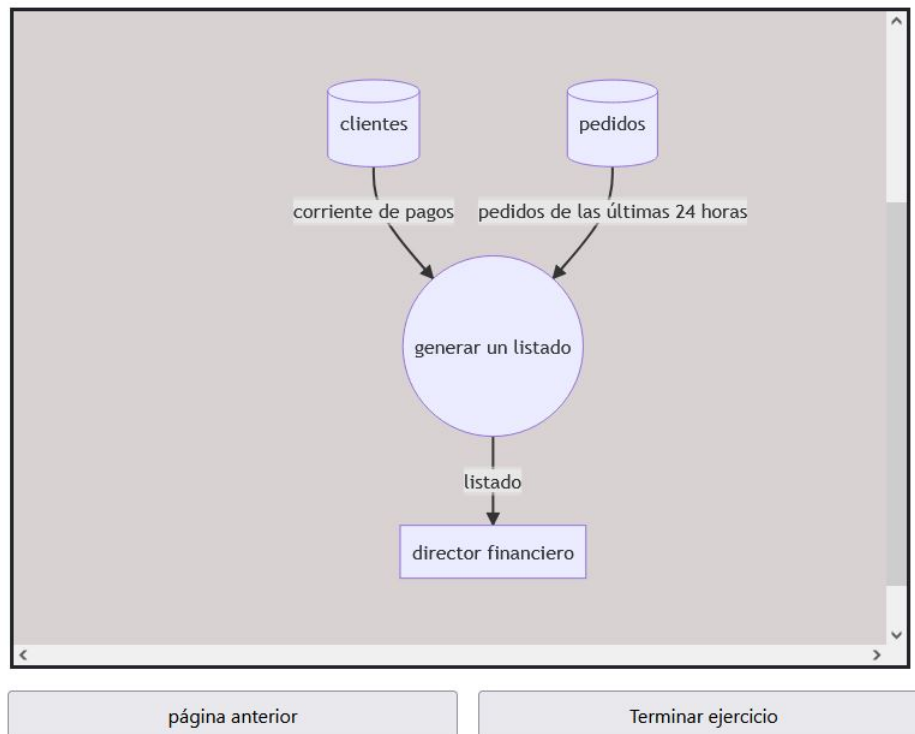 clientes
pedidos
corriente de pagos
pedidos de las últimas 24 horas
generar un listado
listado
director financiero
página anterior
Terminar ejercicio